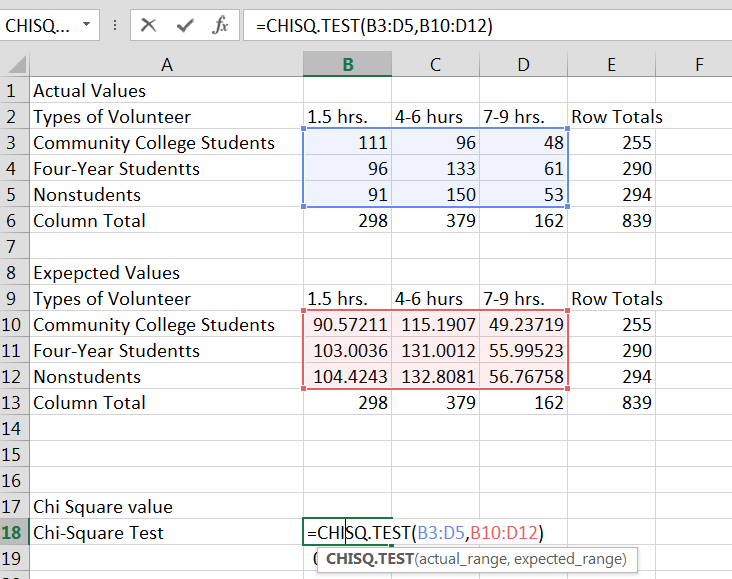 CHISQ... fx =CHISQ.TEST(B3:D5,B10:D12)
A B C D E F
1 Actual Values
2 Types of Volunteer 1.5 hrs. 4-6 hurs 7-9 hrs. Row Totals
3 Community College Students 111 96 48 255
4 Four-Year Studentts 96 133 61 290
5 Nonstudents 91 150 53 294
6 Column Total 298 379 162 839
7
8 Expepcted Values
9 Types of Volunteer 1.5 hrs. 4-6 hurs 7-9 hrs. Row Totals
10 Community College Students 90.57211 115.1907 49.23719 255
11 Four-Year Studentts 103.0036 131.0012 55.99523 290
12 Nonstudents 104.4243 132.8081 56.76758 294
13 Column Total 298 379 162 839
14
15
16
17 Chi Square value
18 Chi-Square Test =CHISQ.TEST(B3:D5,B10:D12)
19 CHISQ.TEST(actual_range, expected_range)